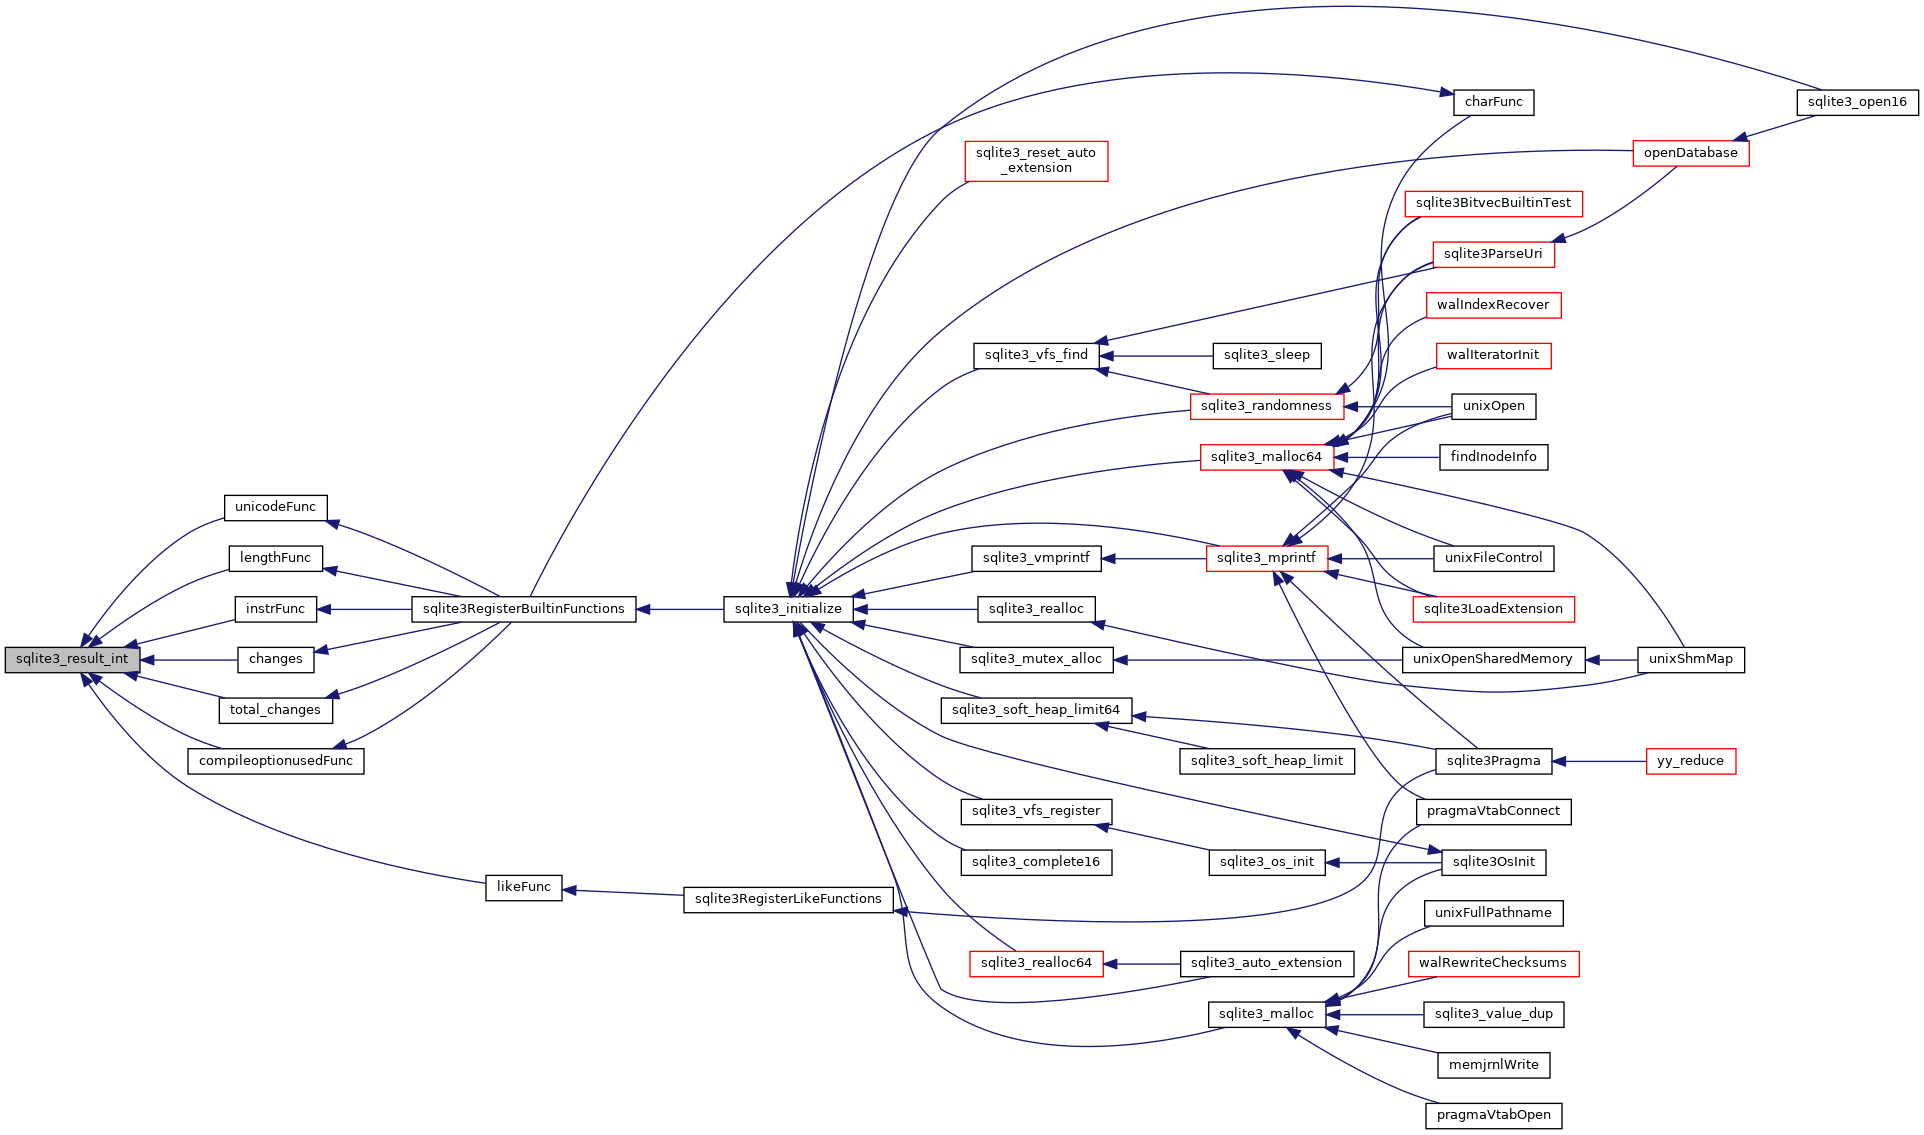 sqlite3_result_int
unicodeFunc
lengthFunc
instrFunc
changes
total_changes
compileoptionusedFunc
likeFunc
sqlite3RegisterBuiltinFunctions
sqlite3RegisterLikeFunctions
sqlite3_initialize
sqlite3_reset_auto
_extension
sqlite3_vfs_find
sqlite3_vmprintf
sqlite3_realloc
sqlite3_mutex_alloc
sqlite3_soft_heap_limit64
sqlite3_vfs_register
sqlite3_complete16
sqlite3_realloc64
sqlite3_sleep
sqlite3_randomness
sqlite3_malloc64
sqlite3_mprintf
sqlite3_soft_heap_limit
sqlite3_os_init
sqlite3_auto_extension
sqlite3_malloc
charFunc
sqlite3BitvecBuiltinTest
sqlite3ParseUri
walIndexRecover
walIteratorInit
unixOpen
findInodeInfo
unixFileControl
sqlite3LoadExtension
unixOpenSharedMemory
sqlite3Pragma
pragmaVtabConnect
sqlite3OsInit
unixFullPathname
walRewriteChecksums
sqlite3_value_dup
memjrnlWrite
pragmaVtabOpen
openDatabase
unixShmMap
yy_reduce
sqlite3_open16